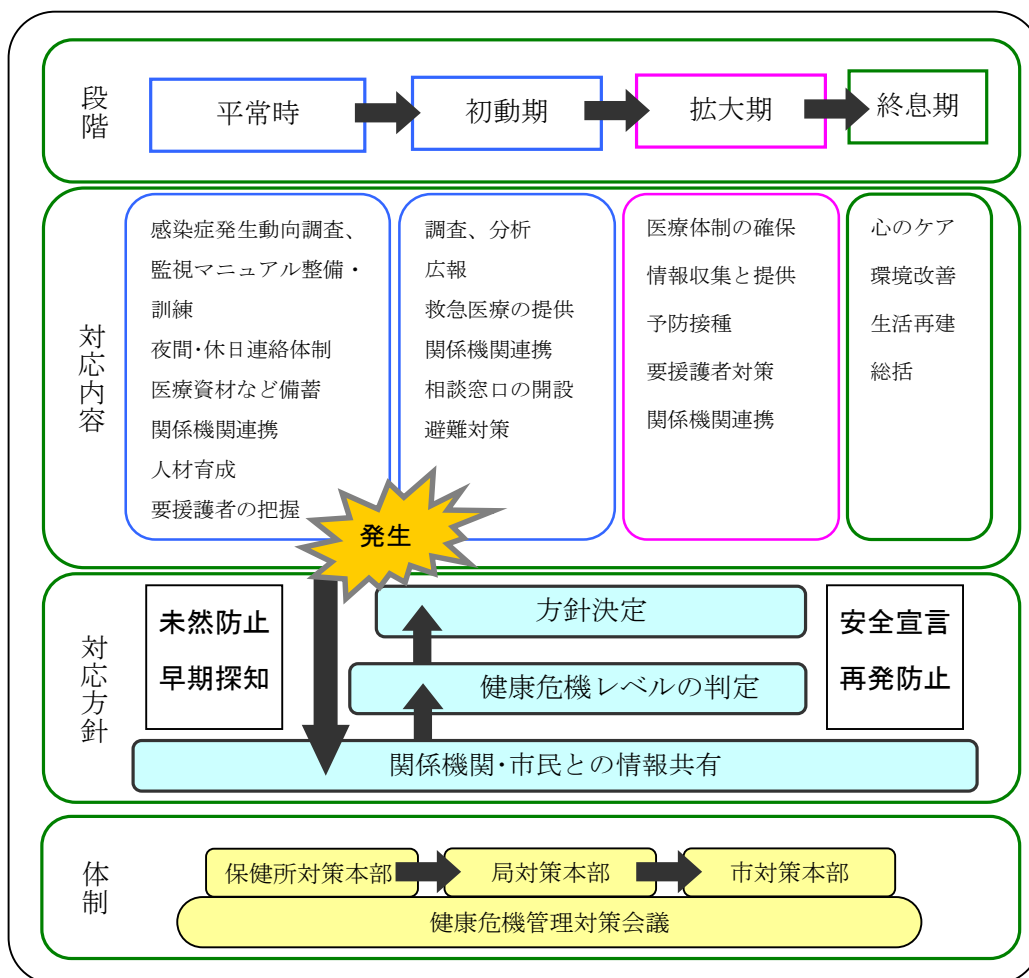 段階
平常時
初動期
拡大期
終息期
対応内容
感染症発生動向調査、
監視マニュアル整備・
訓練
夜間･休日連絡体制
医療資材など備蓄
関係機関連携
人材育成
要援護者の把握
調査、分析
広報
救急医療の提供
関係機関連携
相談窓口の開設
避難対策
医療体制の確保
情報収集と提供
予防接種
要援護者対策
関係機関連携
心のケア
環境改善
生活再建
総括
発生
対応方針
未然防止
早期探知
方針決定
健康危機レベルの判定
関係機関･市民との情報共有
安全宣言
再発防止
体制
保健所対策本部
局対策本部
市対策本部
健康危機管理対策会議